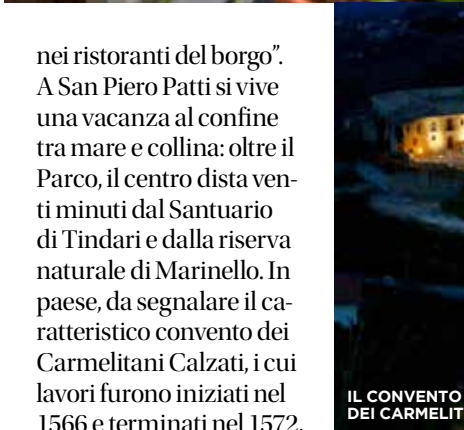 nei ristoranti del borgo”.
A San Piero Patti si vive
una vacanza al confine
tra mare e collina: oltre il
Parco, il centro dista ven-
ti minuti dal Santuario
di Tindari e dalla riserva
naturale di Marinello. In
paese, da segnalare il ca-
ratteristico convento dei
Carmelitani Calzati, i cui
lavori furono iniziati nel
1566 e terminati nel 1572.
IL CONVENTO
DEI CARMELIT